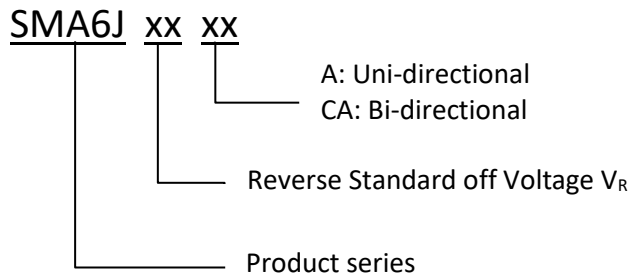 SMA6J xx xx
A: Uni-directional
CA: Bi-directional
Reverse Standard off Voltage VR
Product series